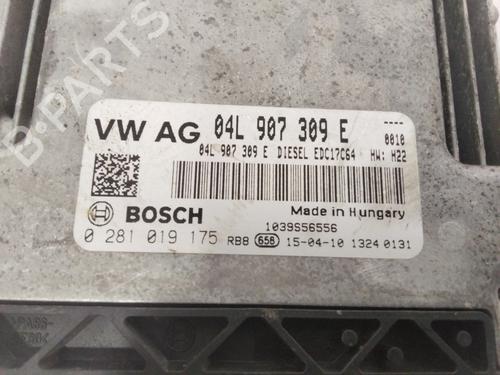 VW AG 04L 907 309 E ----
0010
04L 907 309 E DIESEL EDC17C64 HW: H22
BOSCH
Made in Hungary
1039S56556
0 281 019 175 RB8 656 15-04-10 1324 0131
B-PARTS